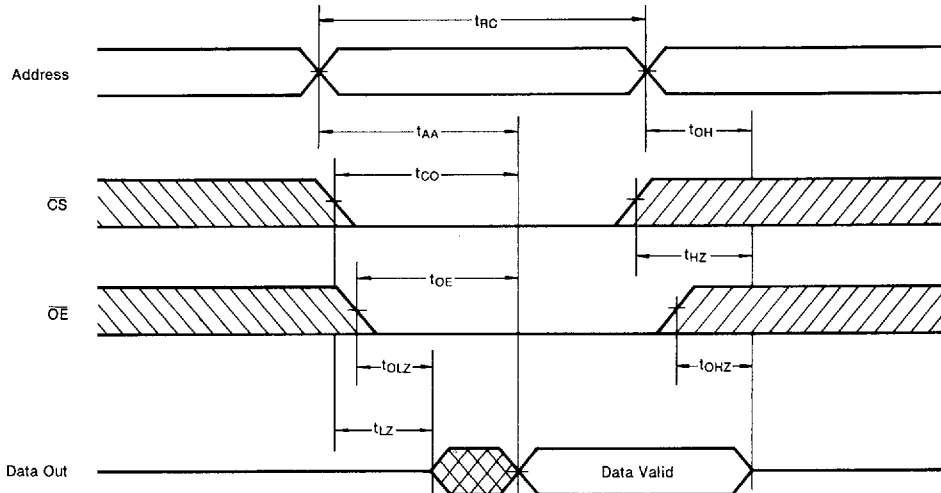 tRC
Address
tAA
tOH
tCO
CS
tHZ
tOE
OE
tOLZ
tOHZ
tLZ
Data Out
Data Valid